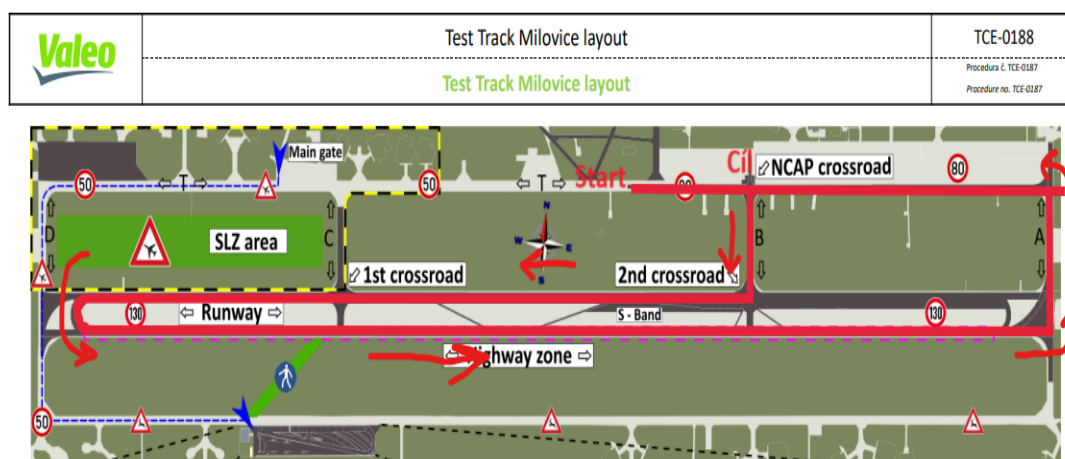 Valeo
Test Track Milovice layout
Test Track Milovice layout
TCE-0188
Procedura č. TCE-0187
Procedure no. TCE-0187
Main gate
50
T
50
T
Start
80
Cíl
NCAP crossroad
80
D
SLZ area
C
N
W
E
S
B
A
1st crossroad
2nd crossroad
130
Runway
S - Band
130
Highway zone
50